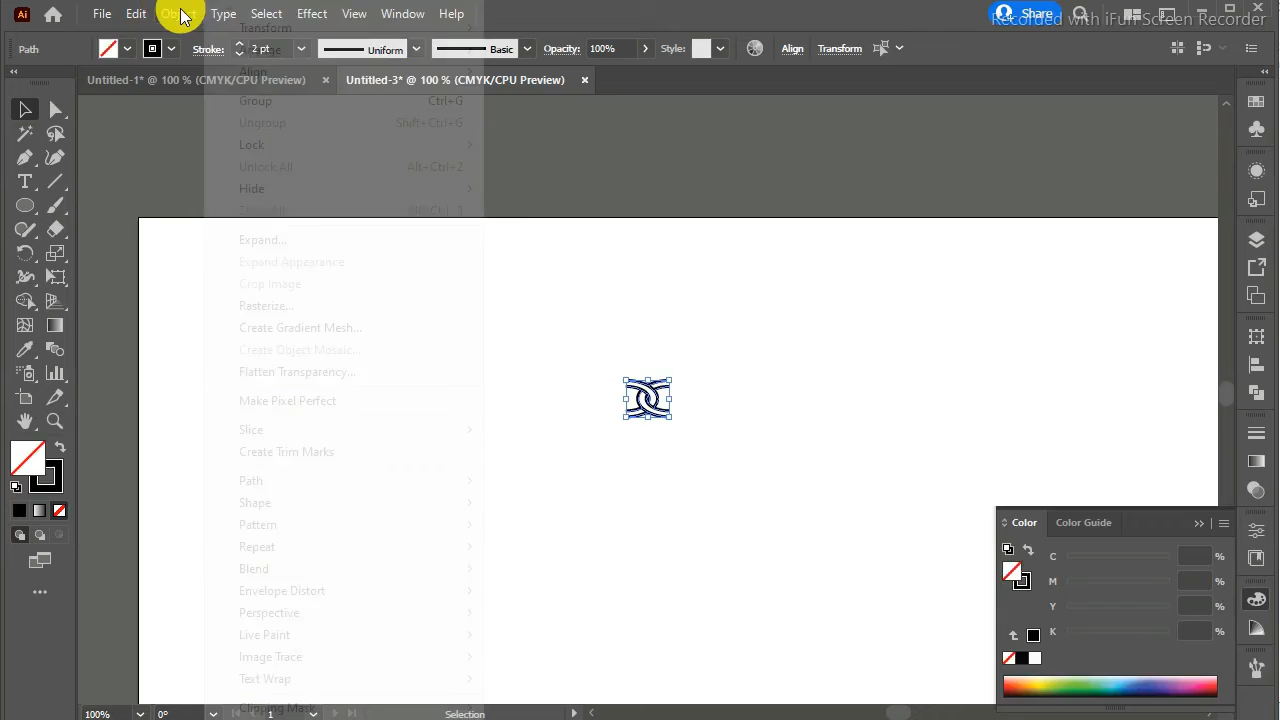 Ai File Edit Object Type Select Effect View Window Help Share
Recorded with iFun Screen Recorder
Path Stroke: 2 pt Uniform Basic Opacity: 100% Style: Align Transform
Untitled-1* @ 100 % (CMYK/CPU Preview) × Untitled-3* @ 100 % (CMYK/CPU Preview) ×
Transform
Align
Group Ctrl+G
Ungroup Shift+Ctrl+G
Lock
Unlock All Alt+Ctrl+2
Hide
Expand...
Expand Appearance
Crop Image
Rasterize...
Create Gradient Mesh...
Create Object Mosaic...
Flatten Transparency...
Make Pixel Perfect
Slice
Create Trim Marks
Path
Shape
Pattern
Repeat
Blend
Envelope Distort
Perspective
Live Paint
Image Trace
Text Wrap
Clipping Mask
Color Color Guide
C %
M %
Y %
K %
100% 0° 1 Selection